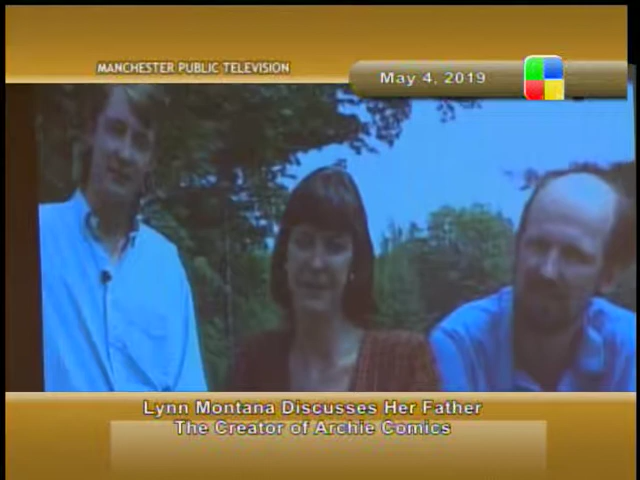 MANCHESTER PUBLIC TELEVISION
May 4, 2019
Lynn Montana Discusses Her Father
The Creator of Archie Comics